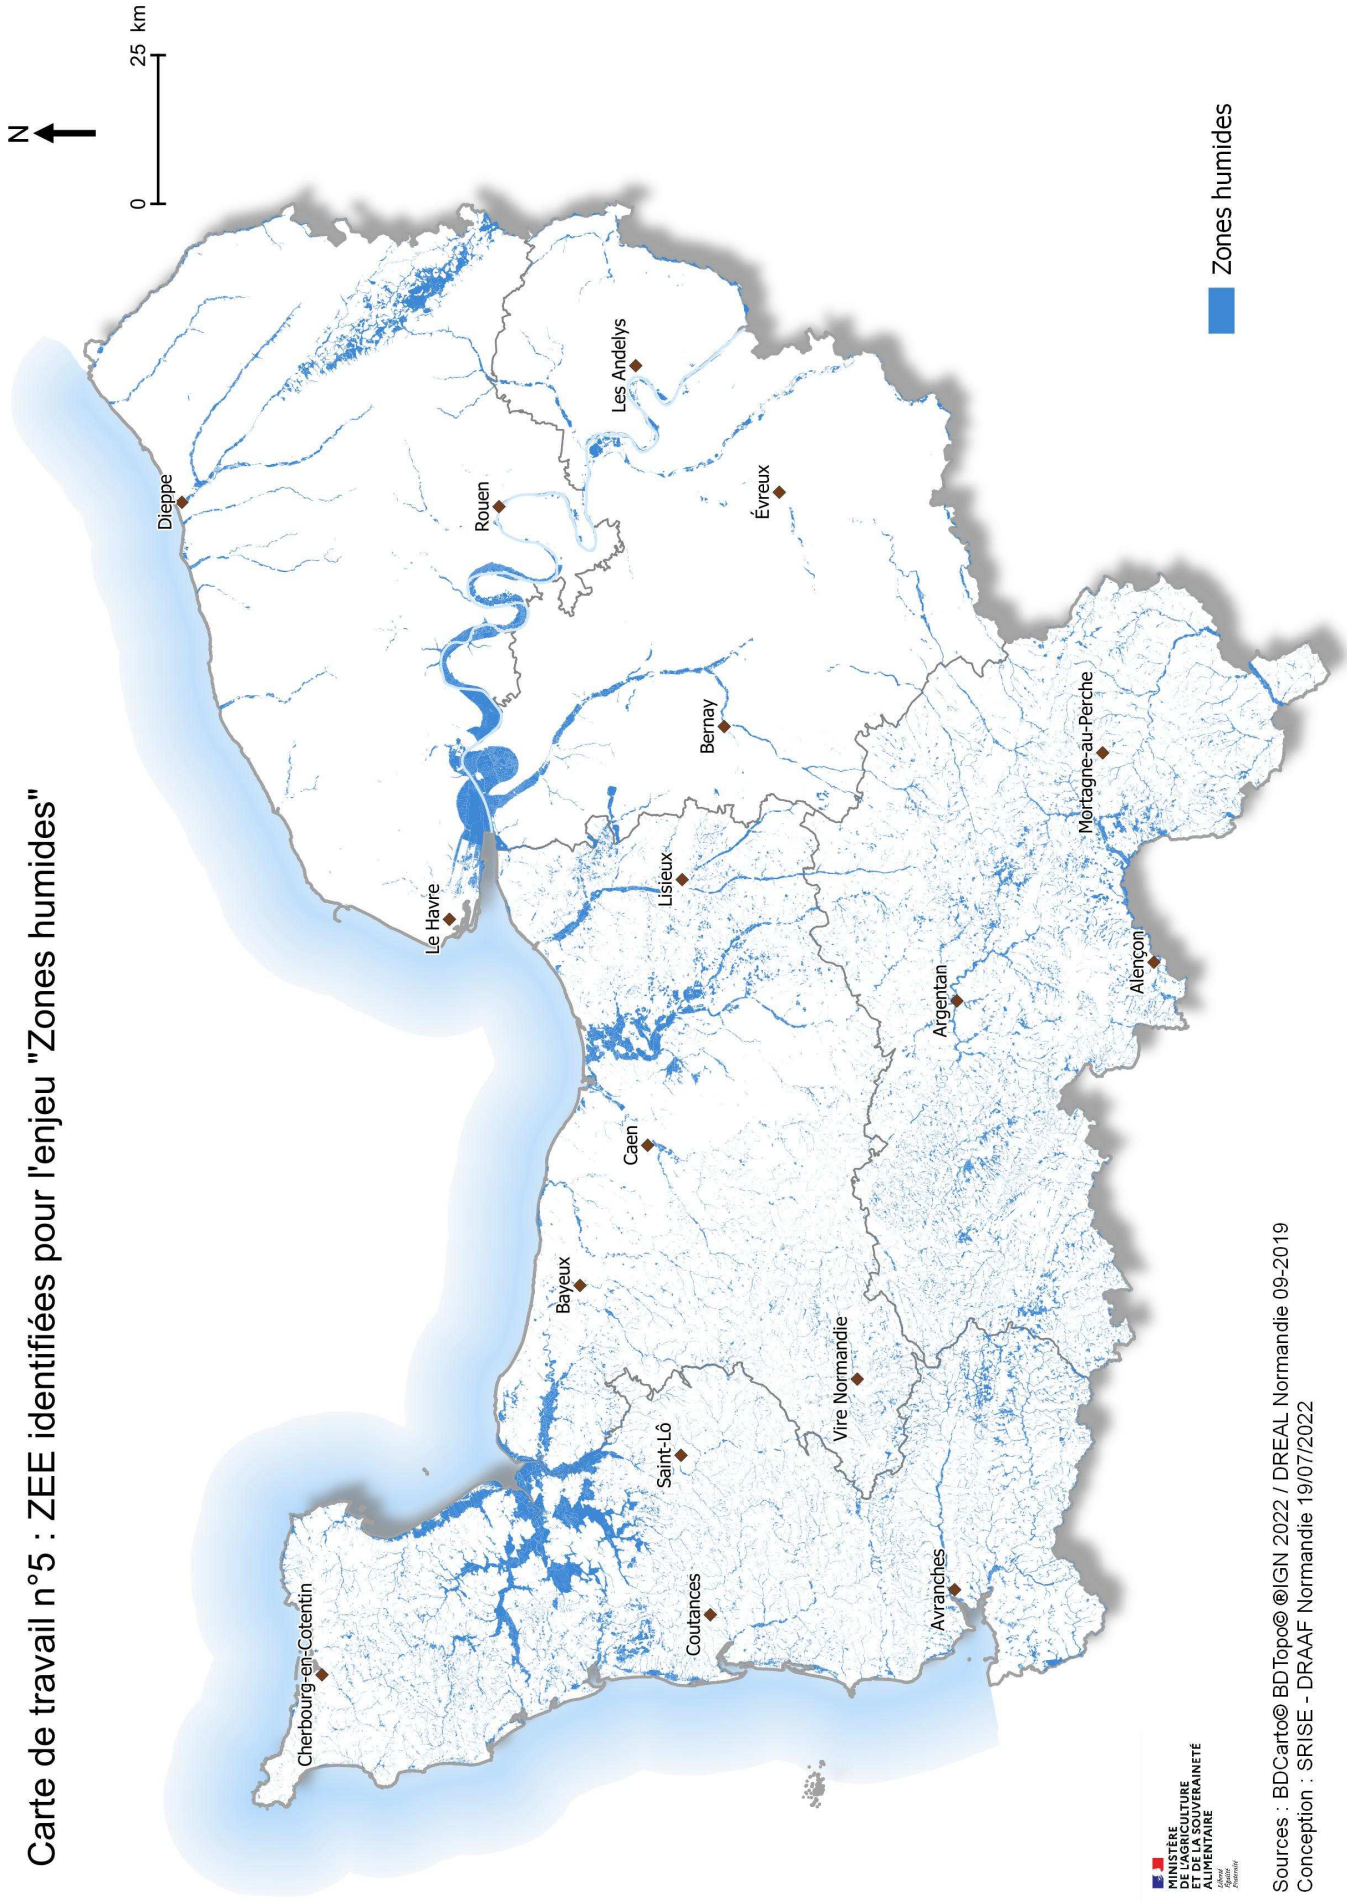 Carte de travail n°5 : ZEE identifiées pour l'enjeu "Zones humides"
N
0 25 km
Cherbourg-en-Cotentin
Dieppe
Le Havre
Rouen
Les Andelys
Bayeux
Caen
Lisieux
Bernay
Évreux
Saint-Lô
Coutances
Vire Normandie
Argentan
Avranches
Alençon
Mortagne-au-Perche
Zones humides
MINISTÈRE
DE L'AGRICULTURE
ET DE LA SOUVERAINETÉ
ALIMENTAIRE
Liberté
Égalité
Fraternité
Sources : BDCarto© BDTopo© ®IGN 2022 / DREAL Normandie 09-2019
Conception : SRISE - DRAAF Normandie 19/07/2022